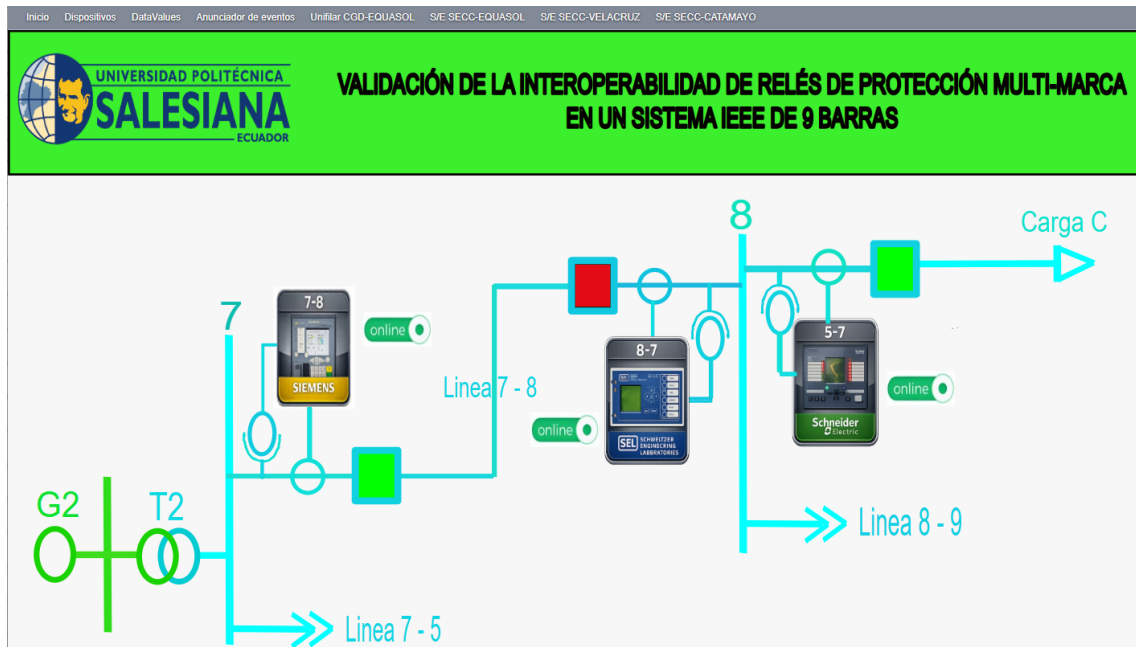 Inicio Dispositivos DataValues Anunciador de eventos Unifilar CGD-EQUASOL S/E SECC-EQUASOL S/E SECC-VELACRUZ S/E SECC-CATAMAYO
UNIVERSIDAD POLITÉCNICA
SALESIANA
ECUADOR
VALIDACIÓN DE LA INTEROPERABILIDAD DE RELÉS DE PROTECCIÓN MULTI-MARCA
EN UN SISTEMA IEEE DE 9 BARRAS
8
Carga C
7
7-8
SIEMENS
online
Linea 7 - 8
8-7
SEL SCHWEITZER
ENGINECRING
LABBRATORIES
online
5-7
Schneider
Electric
online
G2
T2
Linea 8 - 9
Linea 7 - 5